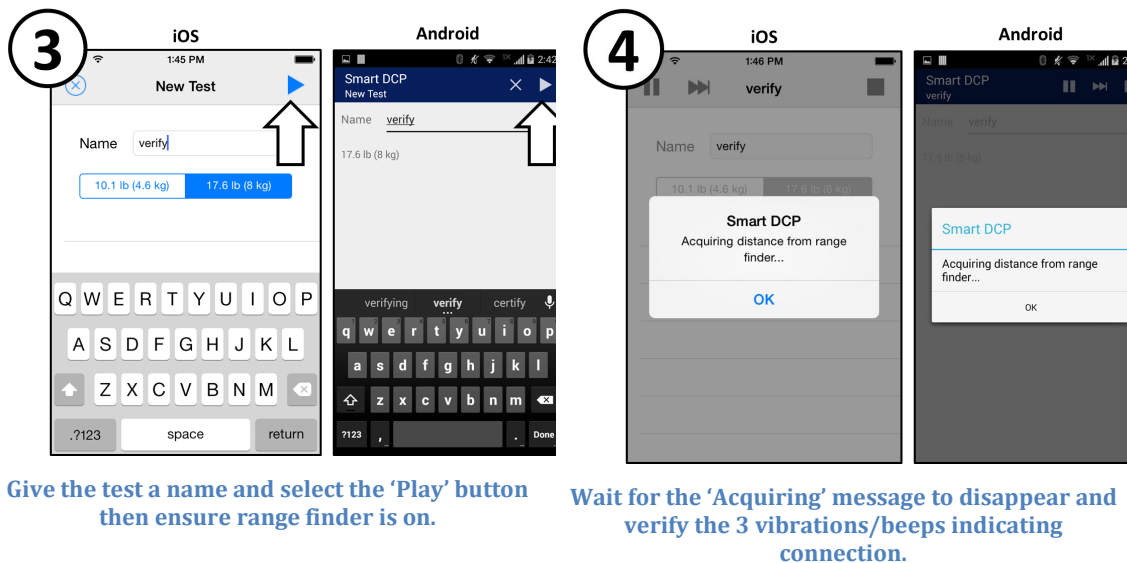 3
iOS
Android
1:45 PM
New Test
Name verify
10.1 lb (4.6 kg) 17.6 lb (8 kg)
Q W E R T Y U I O P
A S D F G H J K L
Z X C V B N M
.?123 space return
2:42
Smart DCP
New Test
Name verify
17.6 lb (8 kg)
verifying verify certify
q w e r t y u i o p
a s d f g h j k l
z x c v b n m
?123 , . Done
Give the test a name and select the ‘Play’ button
then ensure range finder is on.
4
iOS
Android
1:46 PM
verify
Name verify
10.1 lb (4.6 kg) 17.6 lb (8 kg)
Smart DCP
Acquiring distance from range
finder...
OK
2
Smart DCP
verify
Name verify
17.6 lb (8 kg)
Smart DCP
Acquiring distance from range
finder...
OK
Wait for the ‘Acquiring’ message to disappear and
verify the 3 vibrations/beeps indicating
connection.